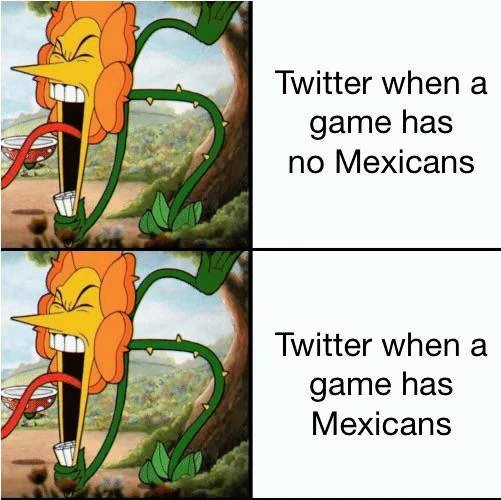 Twitter when a
game has
no Mexicans
Twitter when a
game has
Mexicans